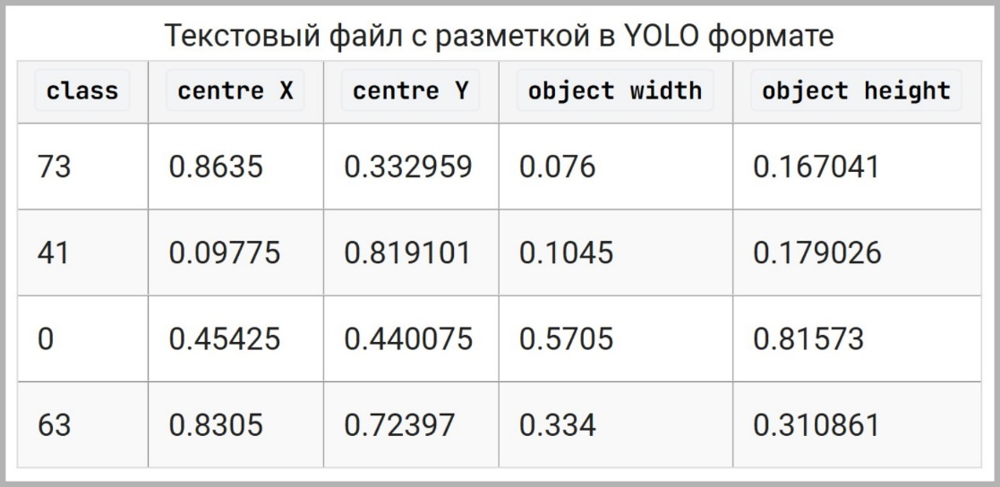 Текстовый файл с разметкой в YOLO формате
class centre X centre Y object width object height
73 0.8635 0.332959 0.076 0.167041
41 0.09775 0.819101 0.1045 0.179026
0 0.45425 0.440075 0.5705 0.81573
63 0.8305 0.72397 0.334 0.310861